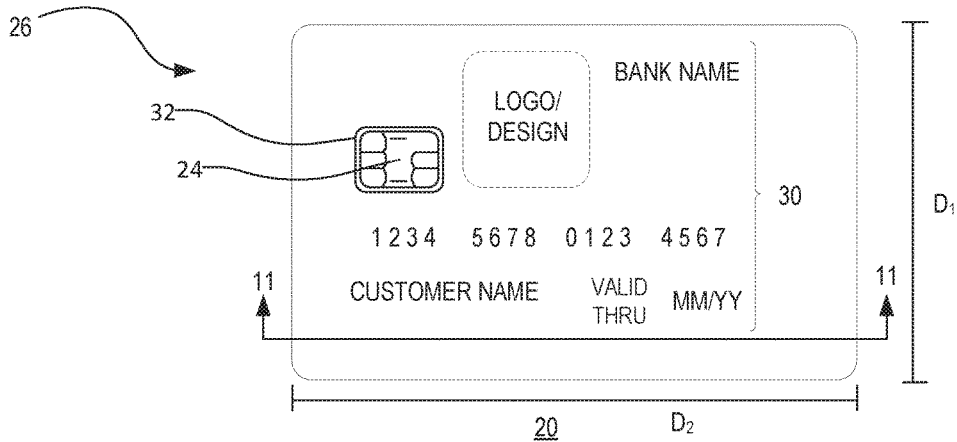 26
BANK NAME
LOGO/
DESIGN
32
24
30
D₁
1234 5678 0123 4567
11
11
CUSTOMER NAME
VALID
THRU
MM/YY
20
D₂